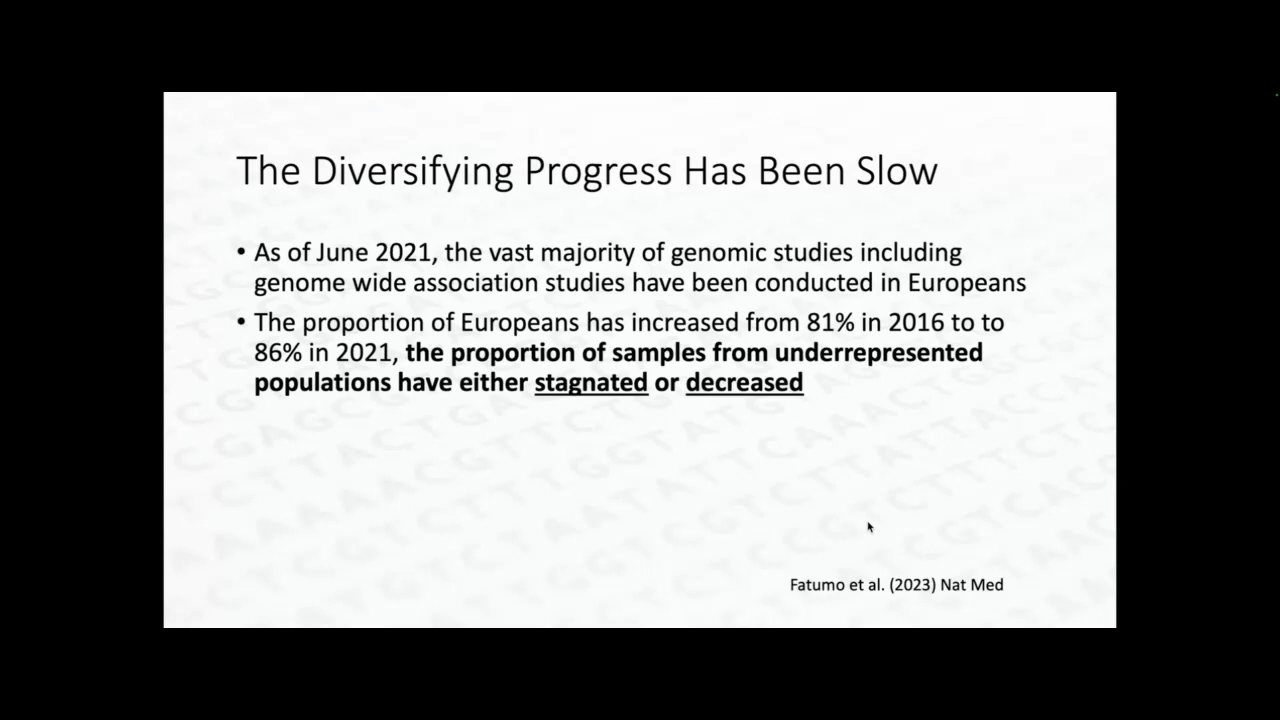 The Diversifying Progress Has Been Slow
• As of June 2021, the vast majority of genomic studies including
genome wide association studies have been conducted in Europeans
• The proportion of Europeans has increased from 81% in 2016 to to
86% in 2021, the proportion of samples from underrepresented
populations have either stagnated or decreased
Fatumo et al. (2023) Nat Med